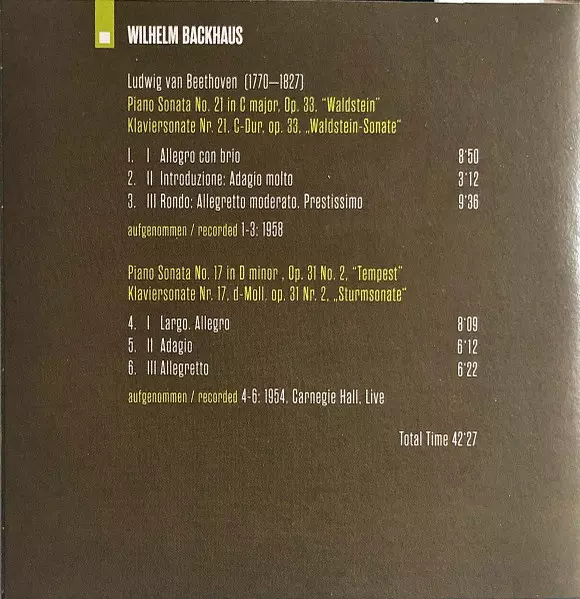 WILHELM BACKHAUS
Ludwig van Beethoven (1770–1827)
Piano Sonata No. 21 in C major, Op. 33, “Waldstein”
Klaviersonate Nr. 21, C-Dur, op. 33, „Waldstein-Sonate“
1. I Allegro con brio 8‘50
2. II Introduzione: Adagio molto 3‘12
3. III Rondo: Allegretto moderato. Prestissimo 9‘36
aufgenommen / recorded 1-3: 1958
Piano Sonata No. 17 in D minor , Op. 31 No. 2, “Tempest”
Klaviersonate Nr. 17, d-Moll, op. 31 Nr. 2, „Sturmsonate“
4. I Largo. Allegro 8‘09
5. II Adagio 6‘12
6. III Allegretto 6‘22
aufgenommen / recorded 4-6: 1954, Carnegie Hall, Live
Total Time 42‘27